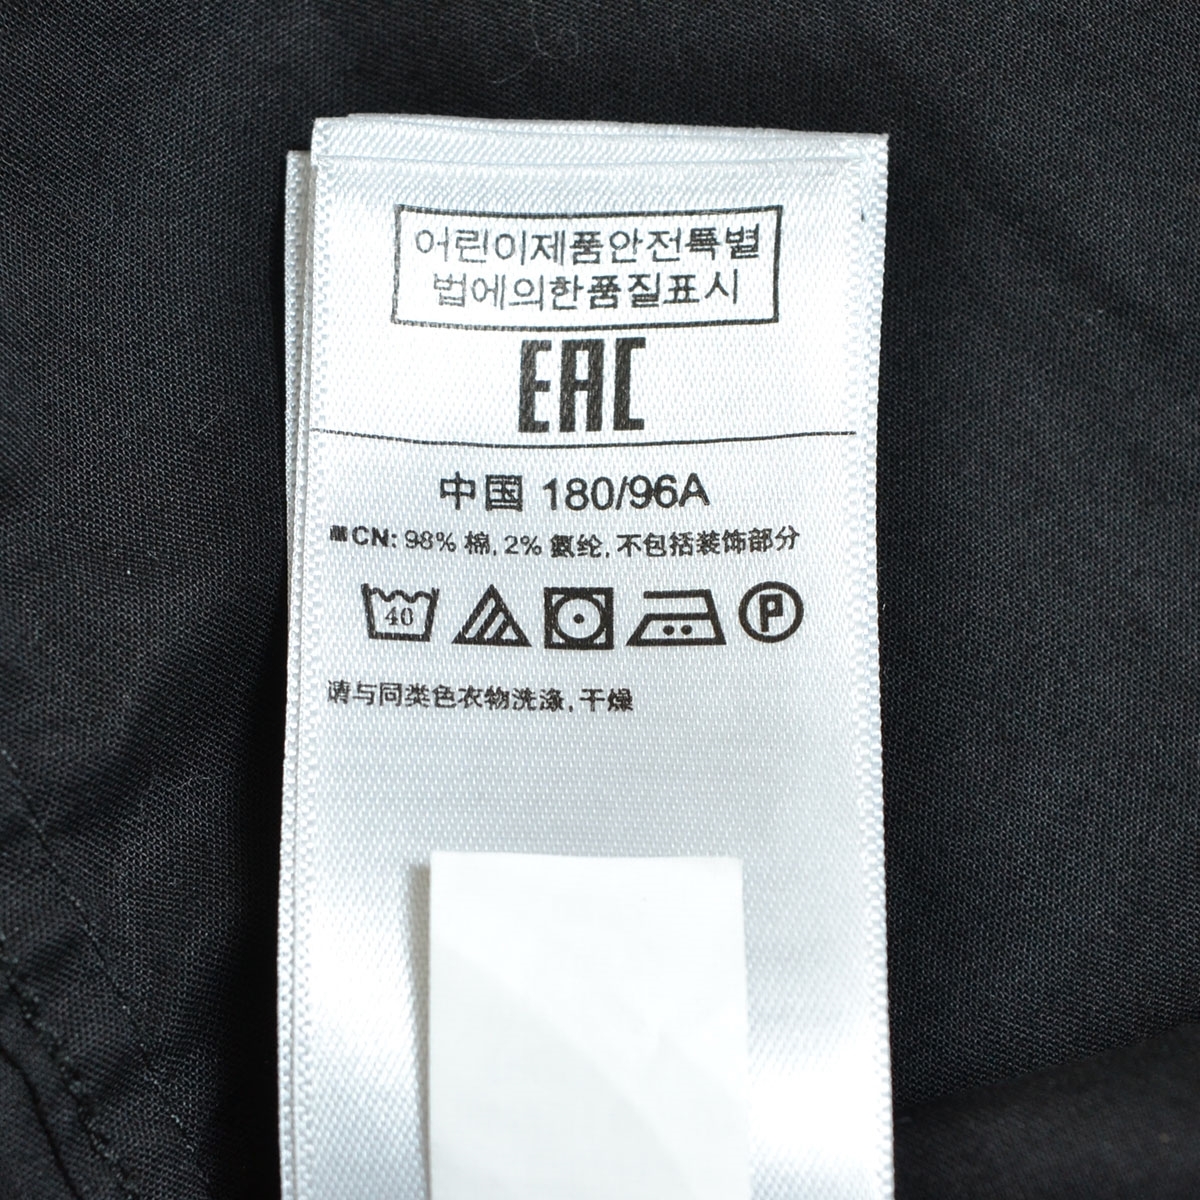 어린이제품안전특별
법에의한품질표시
EAC
中国 180/96A
CN: 98% 棉, 2% 氨纶, 不包括装饰部分
40 P
请与同类色衣物洗涤, 干燥